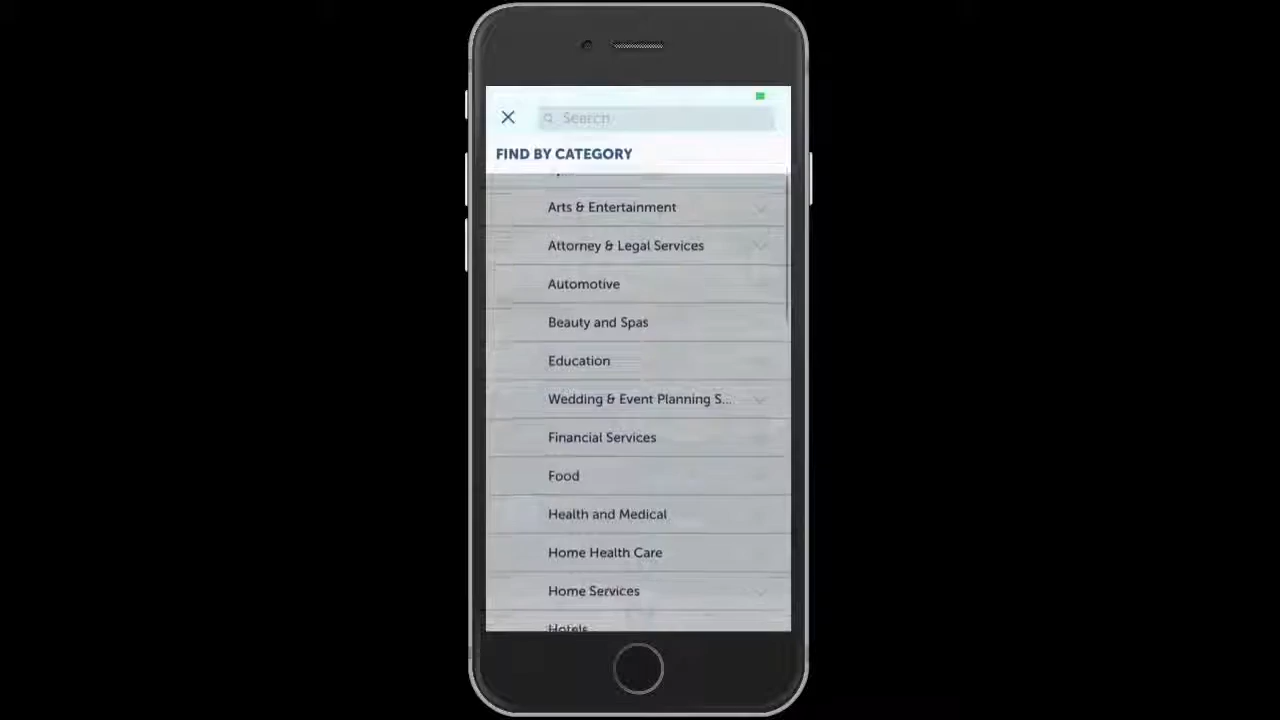 Search
FIND BY CATEGORY
Arts & Entertainment
Attorney & Legal Services
Automotive
Beauty and Spas
Education
Wedding & Event Planning S...
Financial Services
Food
Health and Medical
Home Health Care
Home Services
Hotels